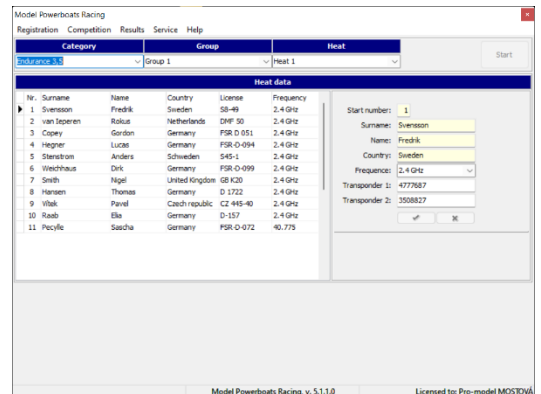 Model Powerboats Racing
Registration Competition Results Service Help
Category Group Heat
Endurance 3,5 Group 1 Heat 1 Start
Heat data
Nr. Surname Name Country License Frequency
1 Svensson Fredrik Sweden S8-49 2.4 GHz
2 van Ieperen Rokus Netherlands DMF 50 2.4 GHz
3 Copey Gordon Germany FSR D 051 2.4 GHz
4 Hegner Lucas Germany FSR-O-094 2.4 GHz
5 Stenstrom Anders Schweden S45-1 2.4 GHz
6 Weichhaus Dirk Germany FSR-O-099 2.4 GHz
7 Smith Nigel United Kingdom GB K20 2.4 GHz
8 Hansen Thomas Germany D 1722 2.4 GHz
9 Vítek Pavel Czech republic CZ 445-40 2.4 GHz
10 Raab Elia Germany D-157 2.4 GHz
11 Pecylle Sascha Germany FSR-O-072 40.775
Start number: 1
Surname: Svensson
Name: Fredrik
Country: Sweden
Frequence: 2.4 GHz
Transponder 1: 4777687
Transponder 2: 3508827
Model Powerboats Racing, v. 5.1.1.0 Licensed to: Pro-model MOSTOVÁ